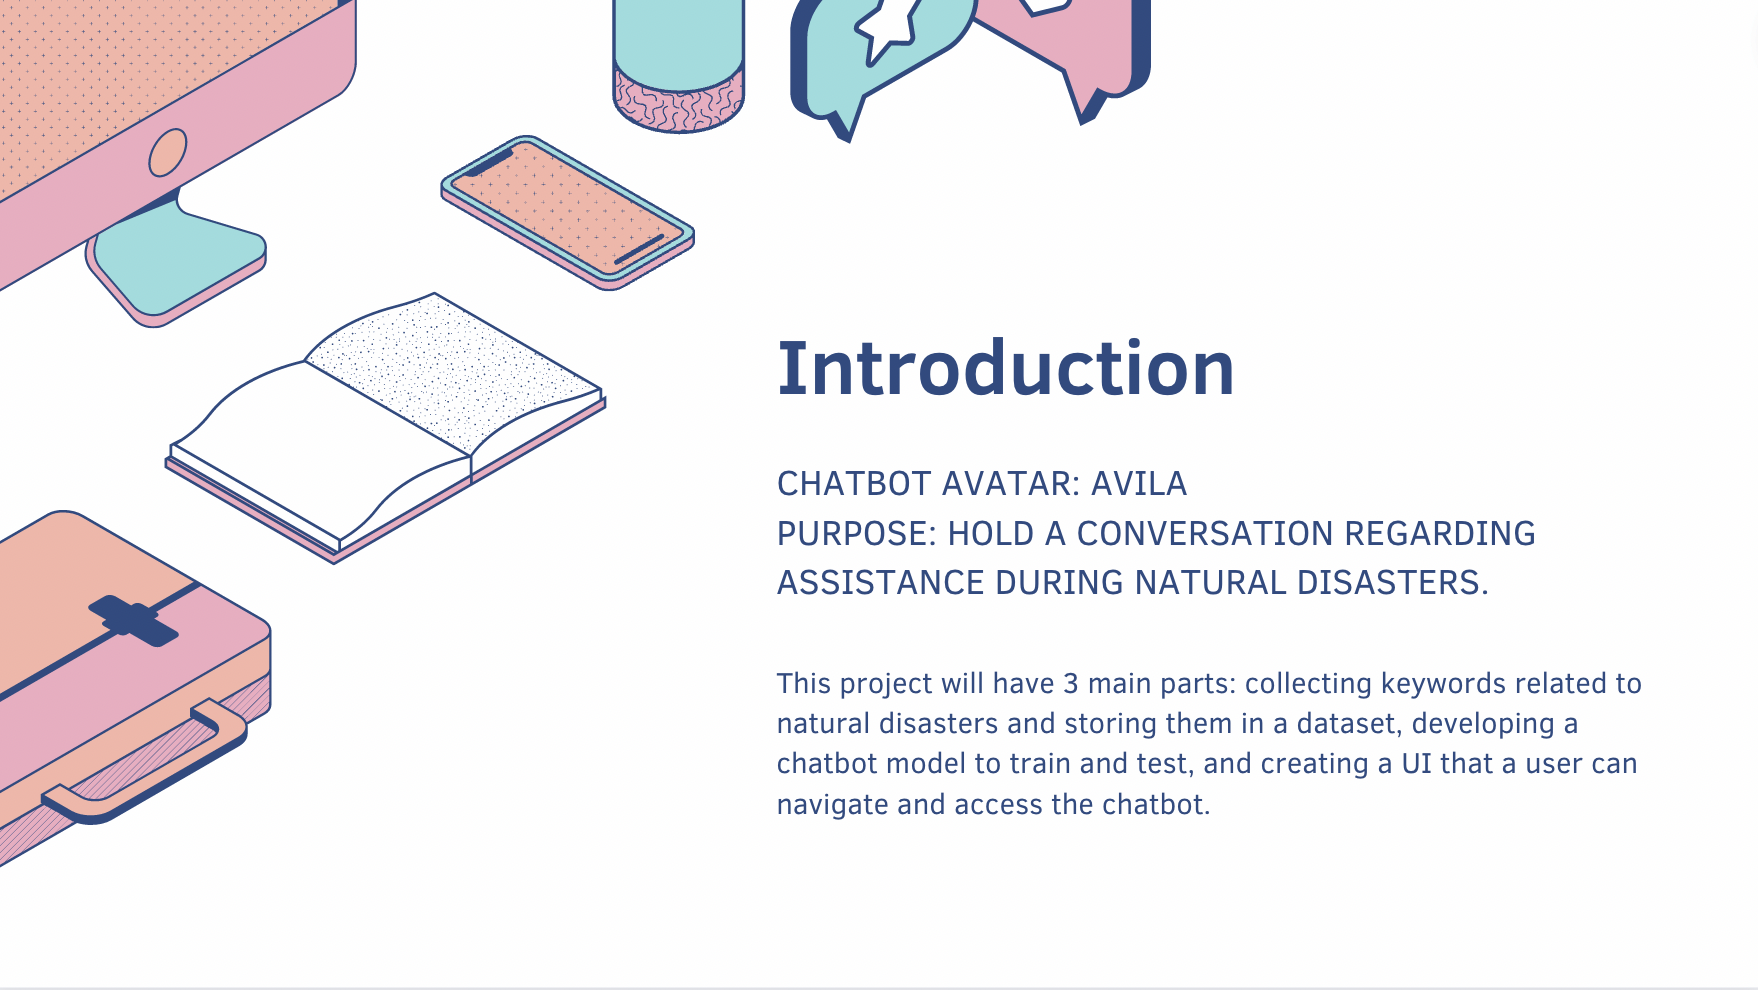 Introduction
CHATBOT AVATAR: AVILA
PURPOSE: HOLD A CONVERSATION REGARDING
ASSISTANCE DURING NATURAL DISASTERS.
This project will have 3 main parts: collecting keywords related to
natural disasters and storing them in a dataset, developing a
chatbot model to train and test, and creating a UI that a user can
navigate and access the chatbot.